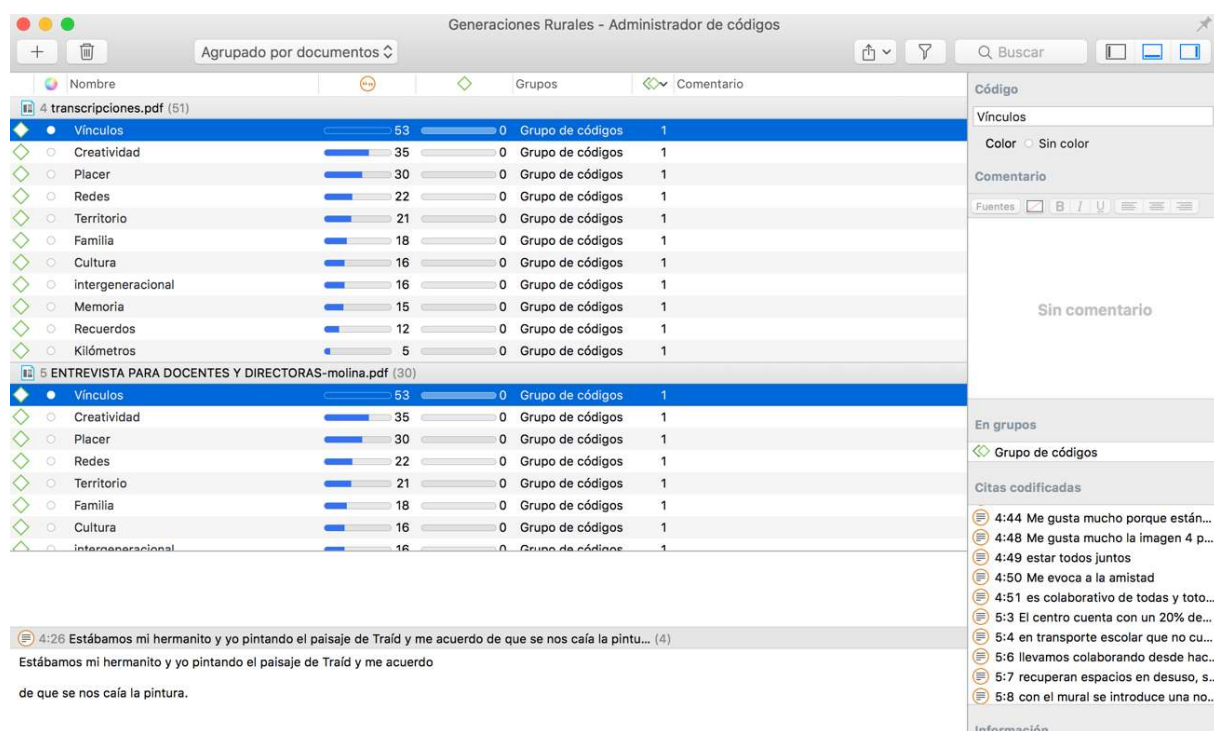 Generaciones Rurales - Administrador de códigos
Agrupado por documentos
Buscar
Nombre Grupos Comentario
4 transcripciones.pdf (51)
Vínculos 53 0 Grupo de códigos 1
Creatividad 35 0 Grupo de códigos 1
Placer 30 0 Grupo de códigos 1
Redes 22 0 Grupo de códigos 1
Territorio 21 0 Grupo de códigos 1
Familia 18 0 Grupo de códigos 1
Cultura 16 0 Grupo de códigos 1
intergeneracional 16 0 Grupo de códigos 1
Memoria 15 0 Grupo de códigos 1
Recuerdos 12 0 Grupo de códigos 1
Kilómetros 5 0 Grupo de códigos 1
5 ENTREVISTA PARA DOCENTES Y DIRECTORAS-molina.pdf (30)
Vínculos 53 0 Grupo de códigos 1
Creatividad 35 0 Grupo de códigos 1
Placer 30 0 Grupo de códigos 1
Redes 22 0 Grupo de códigos 1
Territorio 21 0 Grupo de códigos 1
Familia 18 0 Grupo de códigos 1
Cultura 16 0 Grupo de códigos 1
intergeneracional 16 0 Grupo de códigos 1
4:26 Estábamos mi hermanito y yo pintando el paisaje de Traíd y me acuerdo de que se nos caía la pintu... (4)
Estábamos mi hermanito y yo pintando el paisaje de Traíd y me acuerdo
de que se nos caía la pintura.
Código
Vínculos
Color Sin color
Comentario
Fuentes B I U
Sin comentario
En grupos
Grupo de códigos
Citas codificadas
4:44 Me gusta mucho porque están...
4:48 Me gusta mucho la imagen 4 p...
4:49 estar todos juntos
4:50 Me evoca a la amistad
4:51 es colaborativo de todas y toto...
5:3 El centro cuenta con un 20% de...
5:4 en transporte escolar que no cu...
5:6 llevamos colaborando desde hac...
5:7 recuperan espacios en desuso, s...
5:8 con el mural se introduce una no...
Información